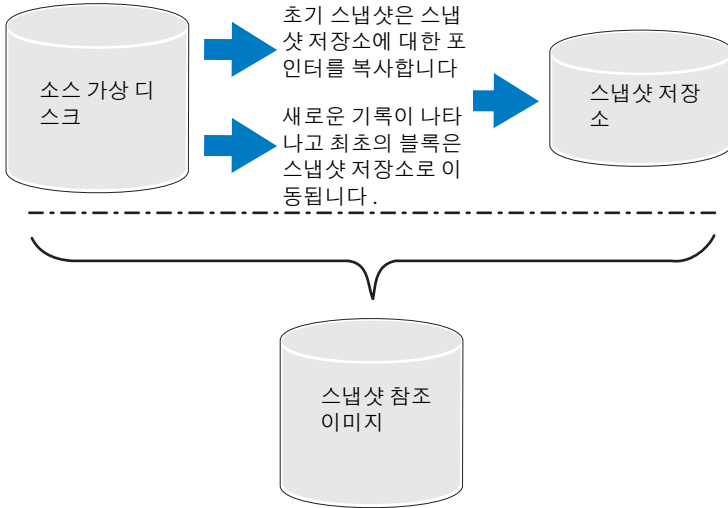 소스 가상 디
스크
초기 스냅샷은 스냅
샷 저장소에 대한 포
인터를 복사합니다
새로운 기록이 나타
나고 최초의 블록은
스냅샷 저장소로 이
동됩니다 .
스냅샷 저장
소
스냅샷 참조
이미지